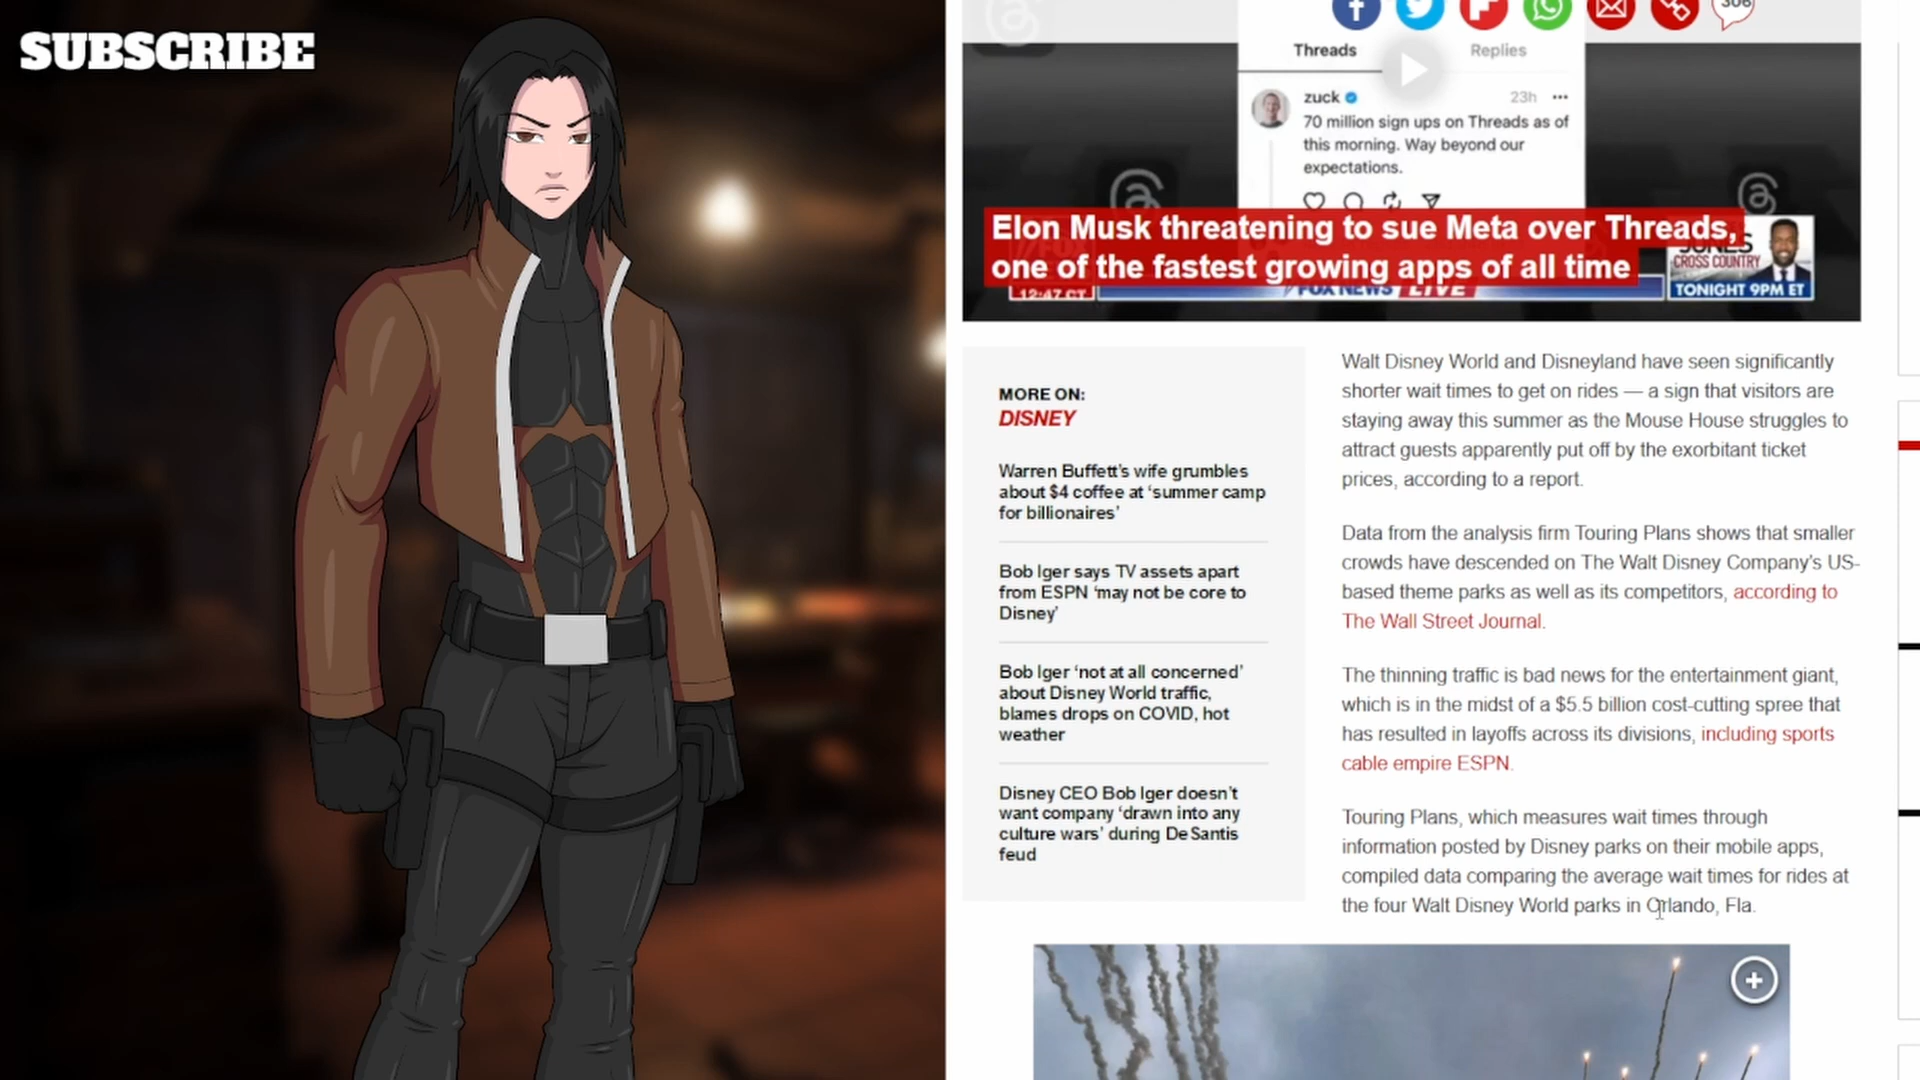 SUBSCRIBE
306
Threads Replies
zuck 23h
70 million sign ups on Threads as of
this morning. Way beyond our
expectations.
Elon Musk threatening to sue Meta over Threads,
one of the fastest growing apps of all time
CROSS COUNTRY
TONIGHT 9PM ET
12:47 CT
FOX NEWS LIVE
MORE ON:
DISNEY
Warren Buffett's wife grumbles
about $4 coffee at ‘summer camp
for billionaires’
Bob Iger says TV assets apart
from ESPN ‘may not be core to
Disney’
Bob Iger ‘not at all concerned’
about Disney World traffic,
blames drops on COVID, hot
weather
Disney CEO Bob Iger doesn’t
want company ‘drawn into any
culture wars’ during DeSantis
feud
Walt Disney World and Disneyland have seen significantly
shorter wait times to get on rides — a sign that visitors are
staying away this summer as the Mouse House struggles to
attract guests apparently put off by the exorbitant ticket
prices, according to a report.
Data from the analysis firm Touring Plans shows that smaller
crowds have descended on The Walt Disney Company’s US-
based theme parks as well as its competitors, according to
The Wall Street Journal.
The thinning traffic is bad news for the entertainment giant,
which is in the midst of a $5.5 billion cost-cutting spree that
has resulted in layoffs across its divisions, including sports
cable empire ESPN.
Touring Plans, which measures wait times through
information posted by Disney parks on their mobile apps,
compiled data comparing the average wait times for rides at
the four Walt Disney World parks in Orlando, Fla.